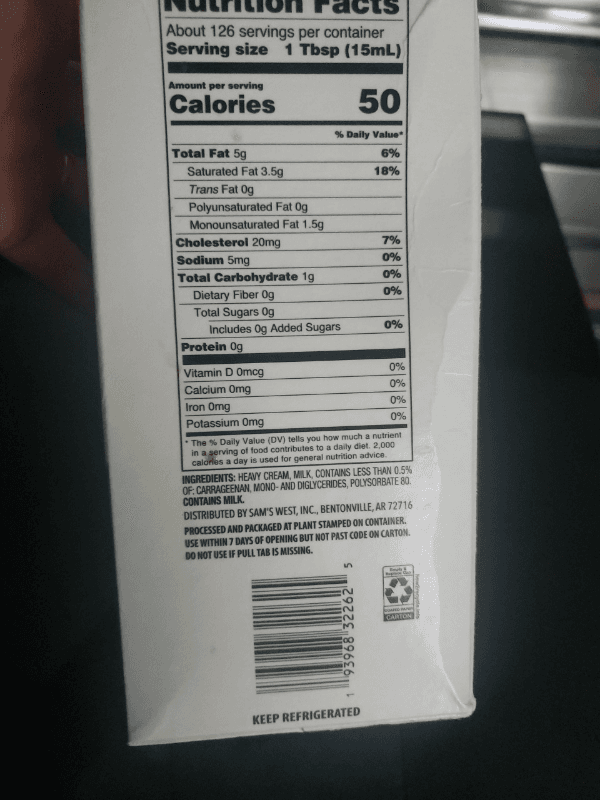 Nutrition Facts
About 126 servings per container
Serving size 1 Tbsp (15mL)
Amount per serving
Calories 50
% Daily Value*
Total Fat 5g 6%
Saturated Fat 3.5g 18%
Trans Fat 0g
Polyunsaturated Fat 0g
Monounsaturated Fat 1.5g
Cholesterol 20mg 7%
Sodium 5mg 0%
Total Carbohydrate 1g 0%
Dietary Fiber 0g 0%
Total Sugars 0g
Includes 0g Added Sugars 0%
Protein 0g
Vitamin D 0mcg 0%
Calcium 0mg 0%
Iron 0mg 0%
Potassium 0mg 0%
* The % Daily Value (DV) tells you how much a nutrient
in a serving of food contributes to a daily diet. 2,000
calories a day is used for general nutrition advice.
INGREDIENTS: HEAVY CREAM, MILK, CONTAINS LESS THAN 0.5%
OF: CARRAGEENAN, MONO- AND DIGLYCERIDES, POLYSORBATE 80.
CONTAINS MILK.
DISTRIBUTED BY SAM'S WEST, INC., BENTONVILLE, AR 72716
PROCESSED AND PACKAGED AT PLANT STAMPED ON CONTAINER.
USE WITHIN 7 DAYS OF OPENING BUT NOT PAST CODE ON CARTON.
DO NOT USE IF PULL TAB IS MISSING.
1 93968 32262 5
CARTON
KEEP REFRIGERATED